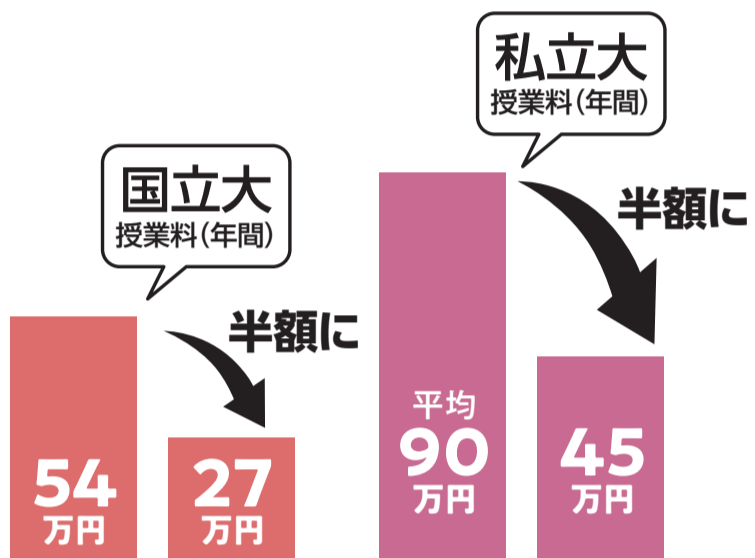 国立大
授業料(年間)
半額に
54
万円
27
万円
私立大
授業料(年間)
半額に
平均
90
万円
45
万円